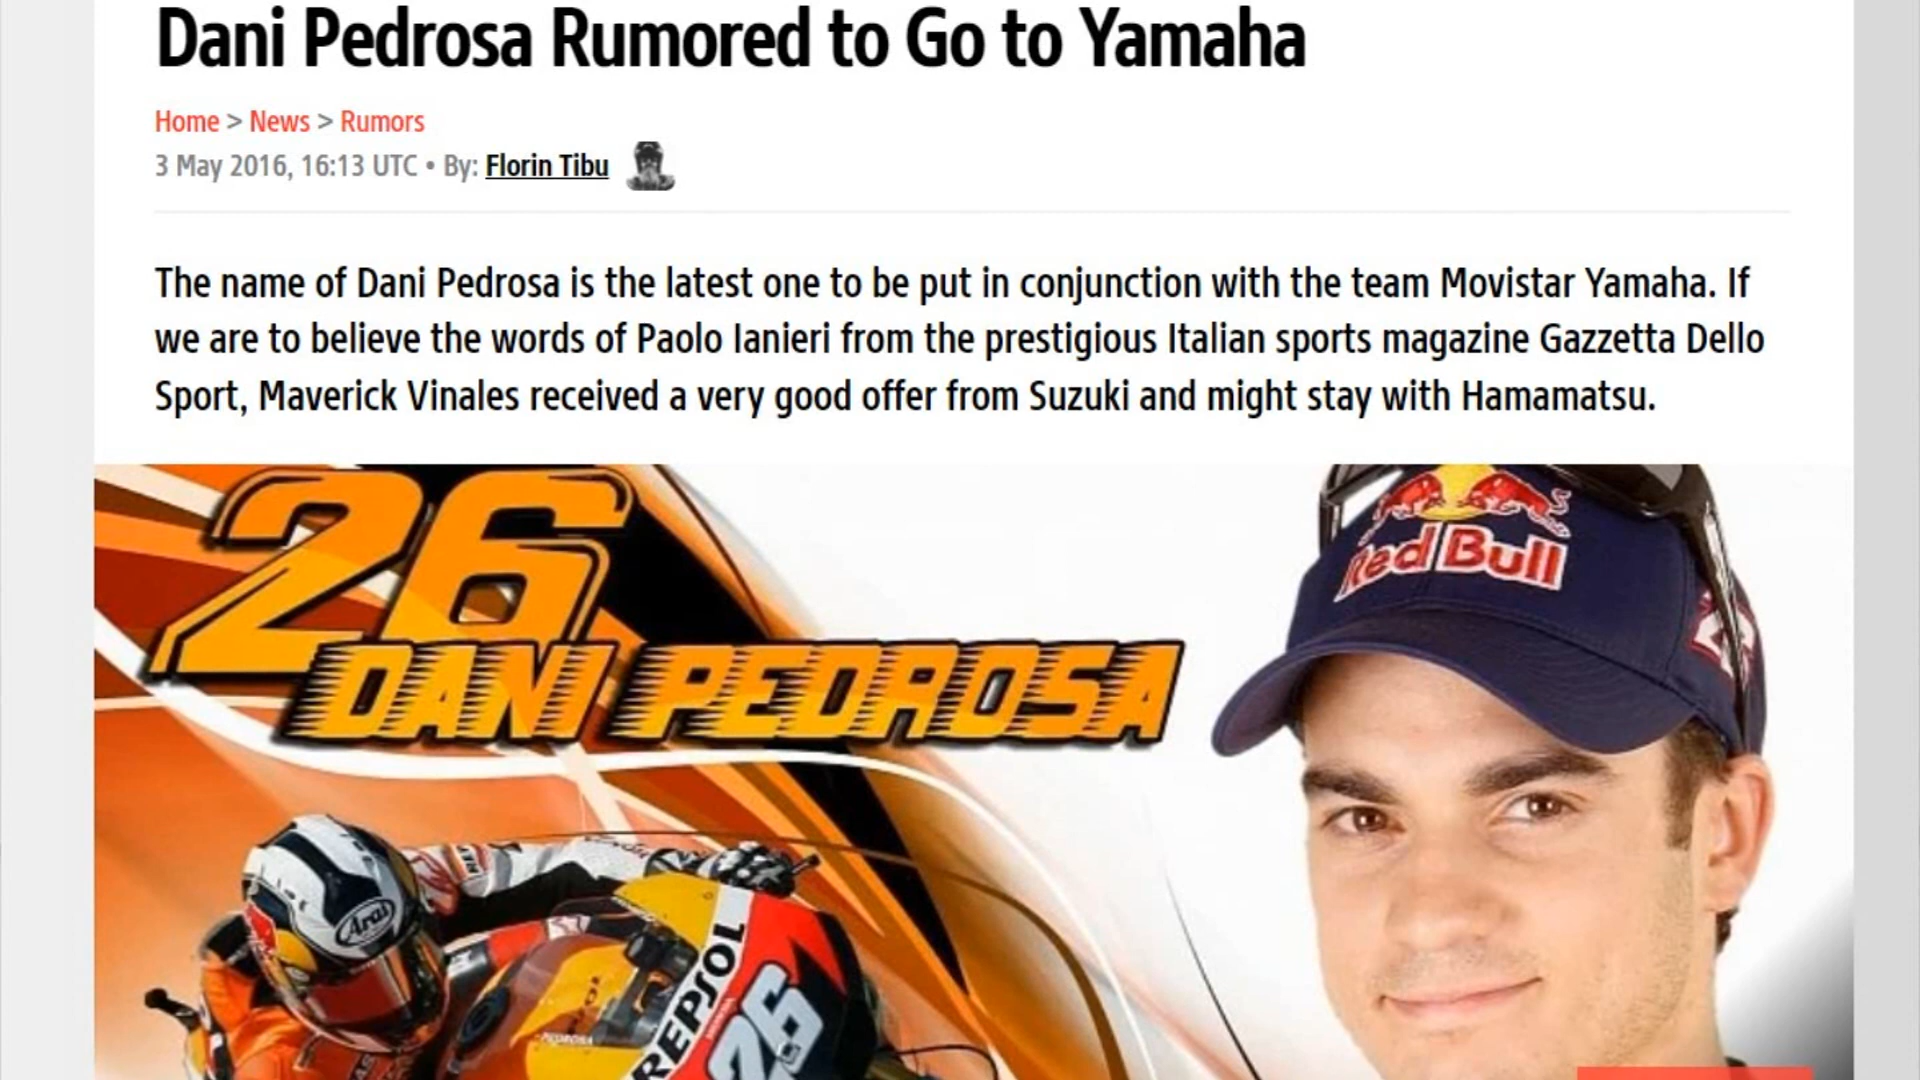 Dani Pedrosa Rumored to Go to Yamaha
Home > News > Rumors
3 May 2016, 16:13 UTC • By: Florin Tibu
The name of Dani Pedrosa is the latest one to be put in conjunction with the team Movistar Yamaha. If
we are to believe the words of Paolo Ianieri from the prestigious Italian sports magazine Gazzetta Dello
Sport, Maverick Vinales received a very good offer from Suzuki and might stay with Hamamatsu.
26
DANI PEDROSA
Red Bull
Arai
REPSOL
26